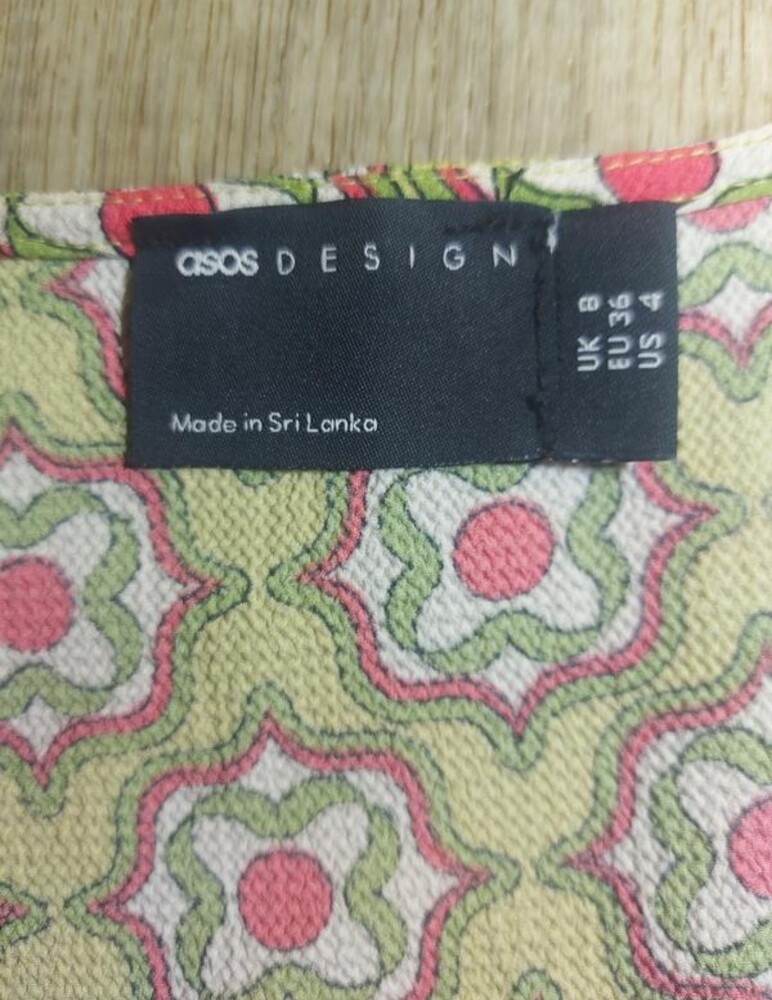 asos DESIGN
Made in Sri Lanka
UK 8
EU 36
US 4